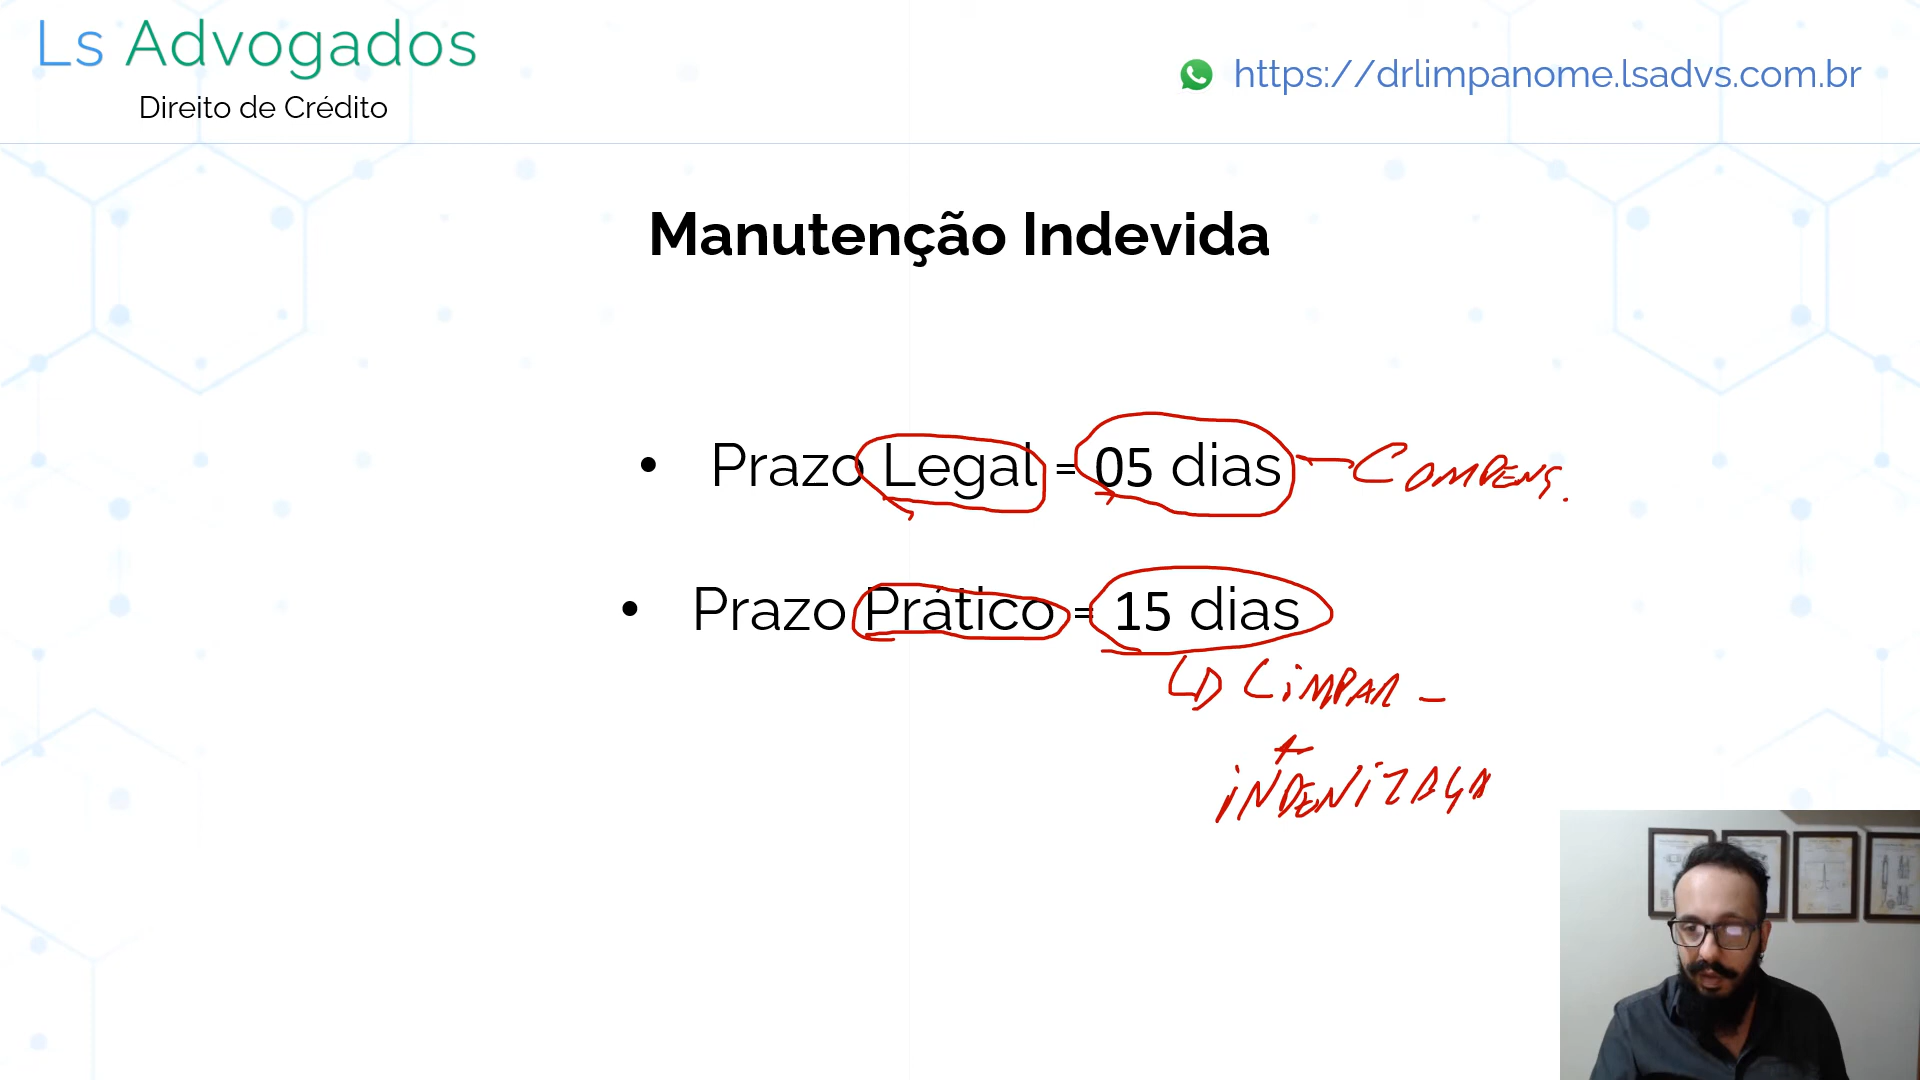 Ls Advogados
Direito de Crédito
https://drlimpanome.lsadvs.com.br
Manutenção Indevida
• Prazo Legal = 05 dias — COMPENS.
• Prazo Prático = 15 dias
LIMPAR -
+
INDENIZAÇA